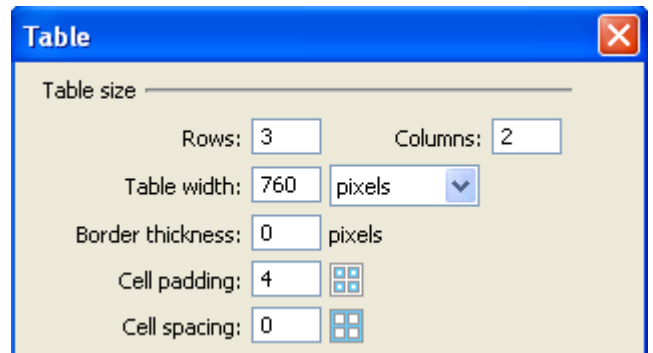 Table
Table size
Rows: 3 Columns: 2
Table width: 760 pixels
Border thickness: 0 pixels
Cell padding: 4
Cell spacing: 0